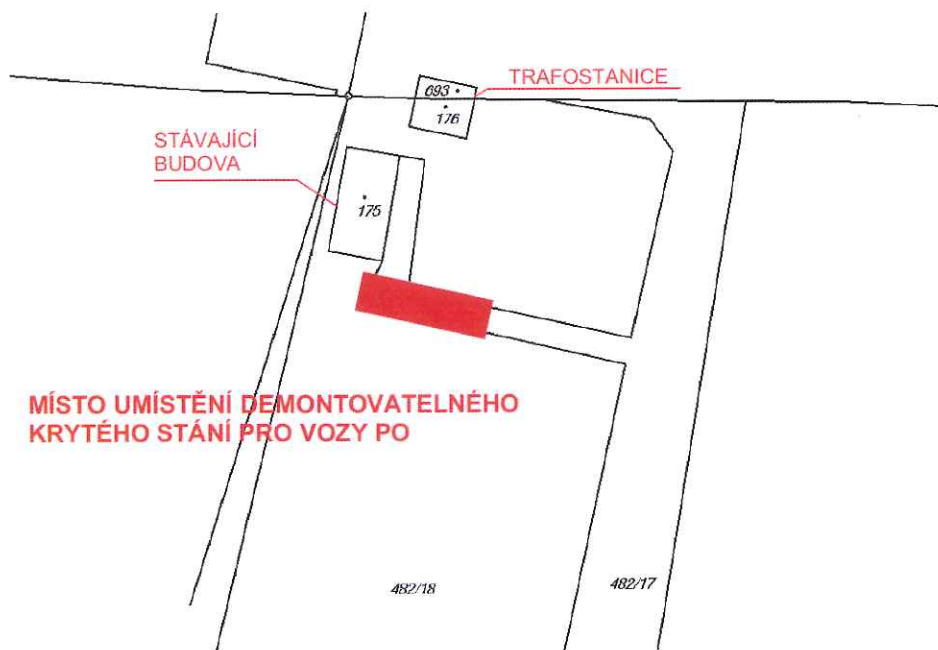 TRAFOSTANICE
693
176
STÁVAJÍCÍ
BUDOVA
175
MÍSTO UMÍSTĚNÍ DEMONTOVATELNÉHO
KRYTÉHO STÁNÍ PRO VOZY PO
482/18
482/17